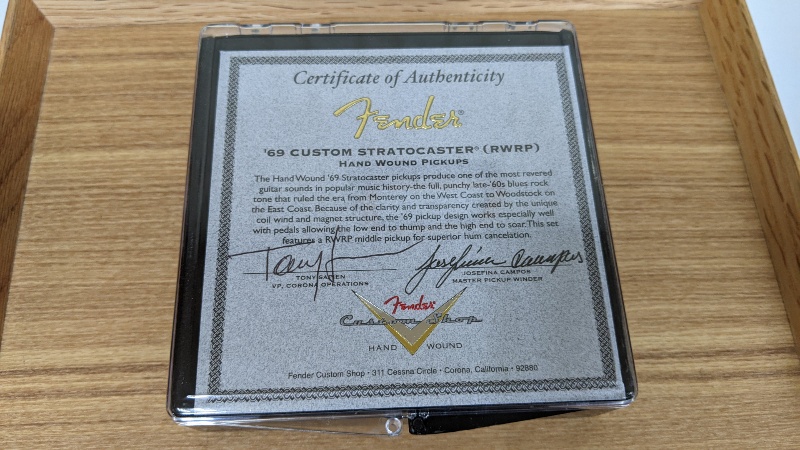 Certificate of Authenticity
Fender®
'69 CUSTOM STRATOCASTER® (RWRP)
HAND WOUND PICKUPS
The Hand Wound '69 Stratocaster pickups produce one of the most revered
guitar sounds in popular music history-the full, punchy late-'60s blues rock
tone that ruled the era from Monterey on the West Coast to Woodstock on
the East Coast. Because of the clarity and transparency created by the unique
coil wind and magnet structure, the '69 pickup design works especially well
with pedals allowing the low end to thump and the high end to soar. This set
features a RWRP middle pickup for superior hum cancelation.
Josefina Campos
TONY
VP, CORONA OPERATIONS
JOSEFINA CAMPOS
MASTER PICKUP WINDER
Fender
Custom Shop
HAND WOUND
Fender Custom Shop • 311 Cessna Circle • Corona, California • 92880